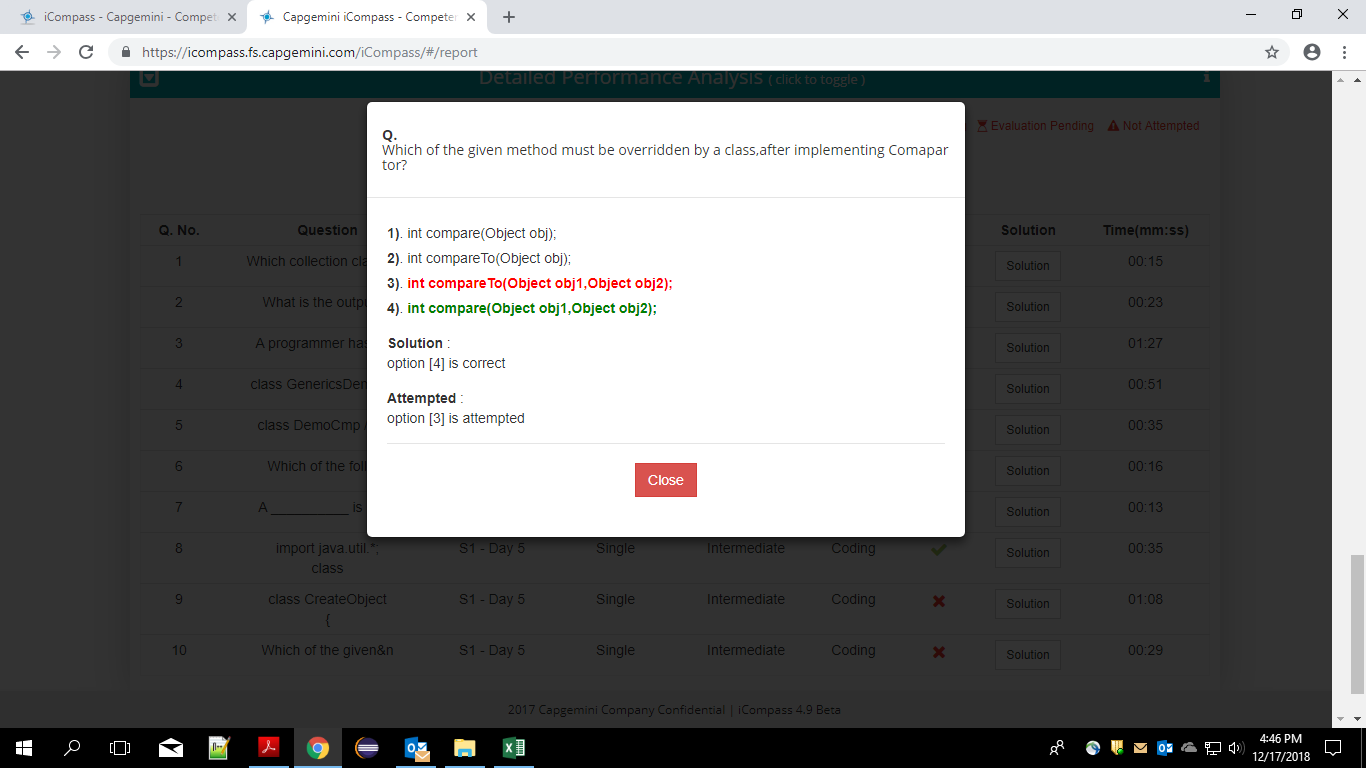 iCompass - Capgemini - Compet
Capgemini iCompass - Competen
https://icompass.fs.capgemini.com/iCompass/#/report
Detailed Performance Analysis ( click to toggle )
Evaluation Pending Not Attempted
Q.
Which of the given method must be overridden by a class,after implementing Comapar
tor?
1). int compare(Object obj);
2). int compareTo(Object obj);
3). int compareTo(Object obj1,Object obj2);
4). int compare(Object obj1,Object obj2);
Solution :
option [4] is correct
Attempted :
option [3] is attempted
Close
Q. No. Question Solution Time(mm:ss)
1 Which collection cla Solution 00:15
2 What is the outp Solution 00:23
3 A programmer has Solution 01:27
4 class GenericsDem Solution 00:51
5 class DemoCmp Solution 00:35
6 Which of the foll Solution 00:16
7 A __________ is Solution 00:13
8 import java.util.*; S1 - Day 5 Single Intermediate Coding Solution 00:35
class
9 class CreateObject S1 - Day 5 Single Intermediate Coding Solution 01:08
{
10 Which of the given&n S1 - Day 5 Single Intermediate Coding Solution 00:29
2017 Capgemini Company Confidential | iCompass 4.9 Beta
4:46 PM
12/17/2018